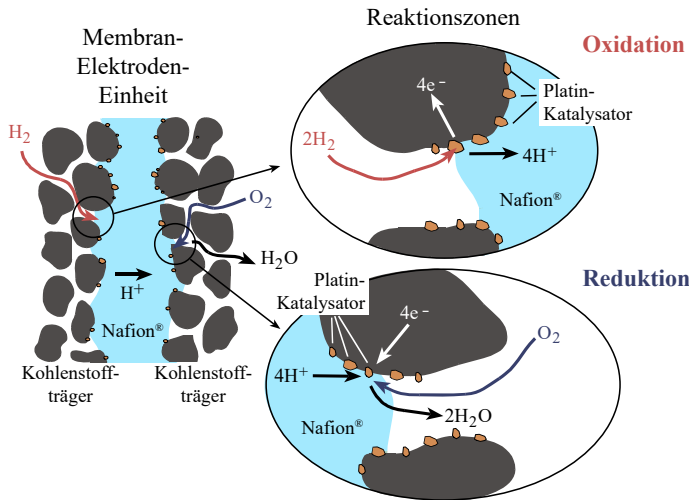 Membran-
Elektroden-
Einheit
H₂
O₂
H₂O
H⁺
Nafion®
Kohlenstoff-
träger
Kohlenstoff-
träger
Reaktionszonen
Oxidation
4e⁻
Platin-
Katalysator
2H₂
4H⁺
Nafion®
Reduktion
Platin-
Katalysator
4e⁻
O₂
4H⁺
2H₂O
Nafion®